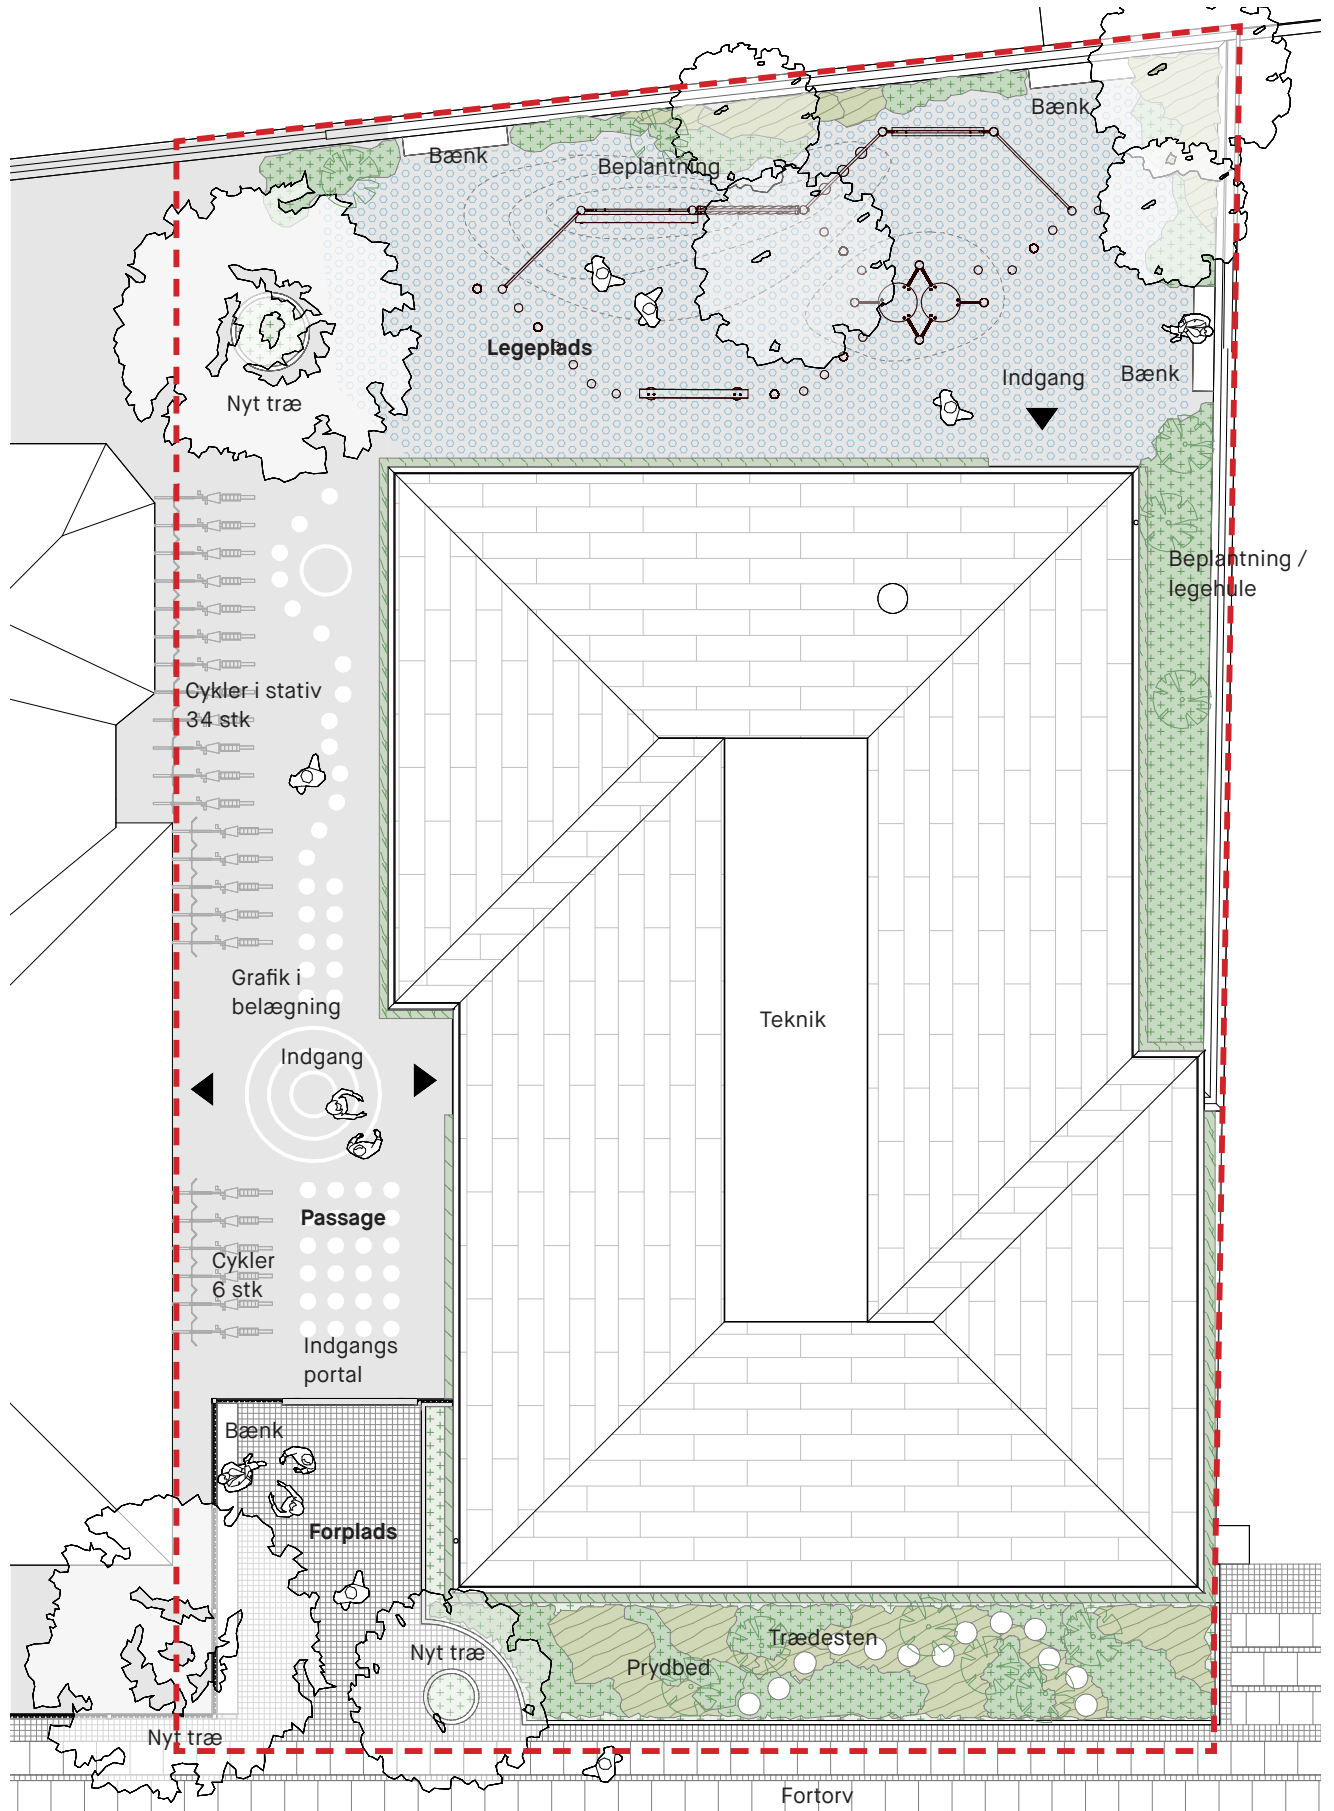 Bænk
Bænk
Beplantning
Legeplads
Indgang
Bænk
Nyt træ
Beplantning /
legehule
Cykler i stativ
34 stk
Grafik i
belægning
Teknik
Indgang
Passage
Cykler
6 stk
Indgangs
portal
Bænk
Forplads
Nyt træ
Trædesten
Prydbed
Nyt træ
Fortorv